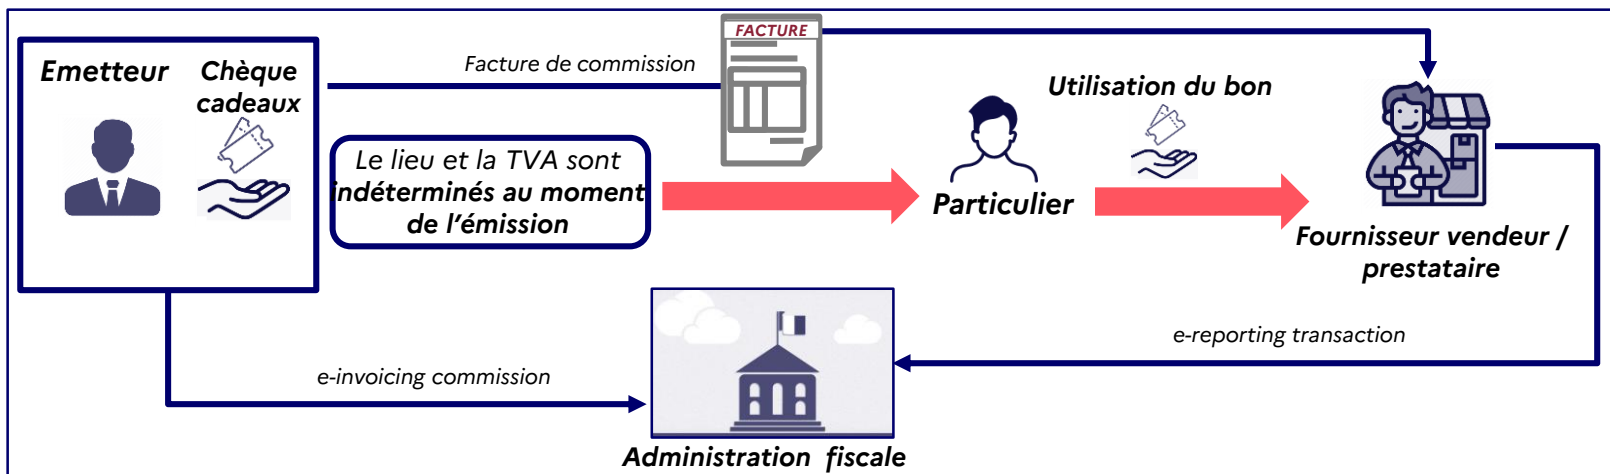 FACTURE
Emetteur
Chèque
cadeaux
Facture de commission
Utilisation du bon
Le lieu et la TVA sont
indéterminés au moment
de l’émission
Particulier
Fournisseur vendeur /
prestataire
e-reporting transaction
e-invoicing commission
Administration fiscale